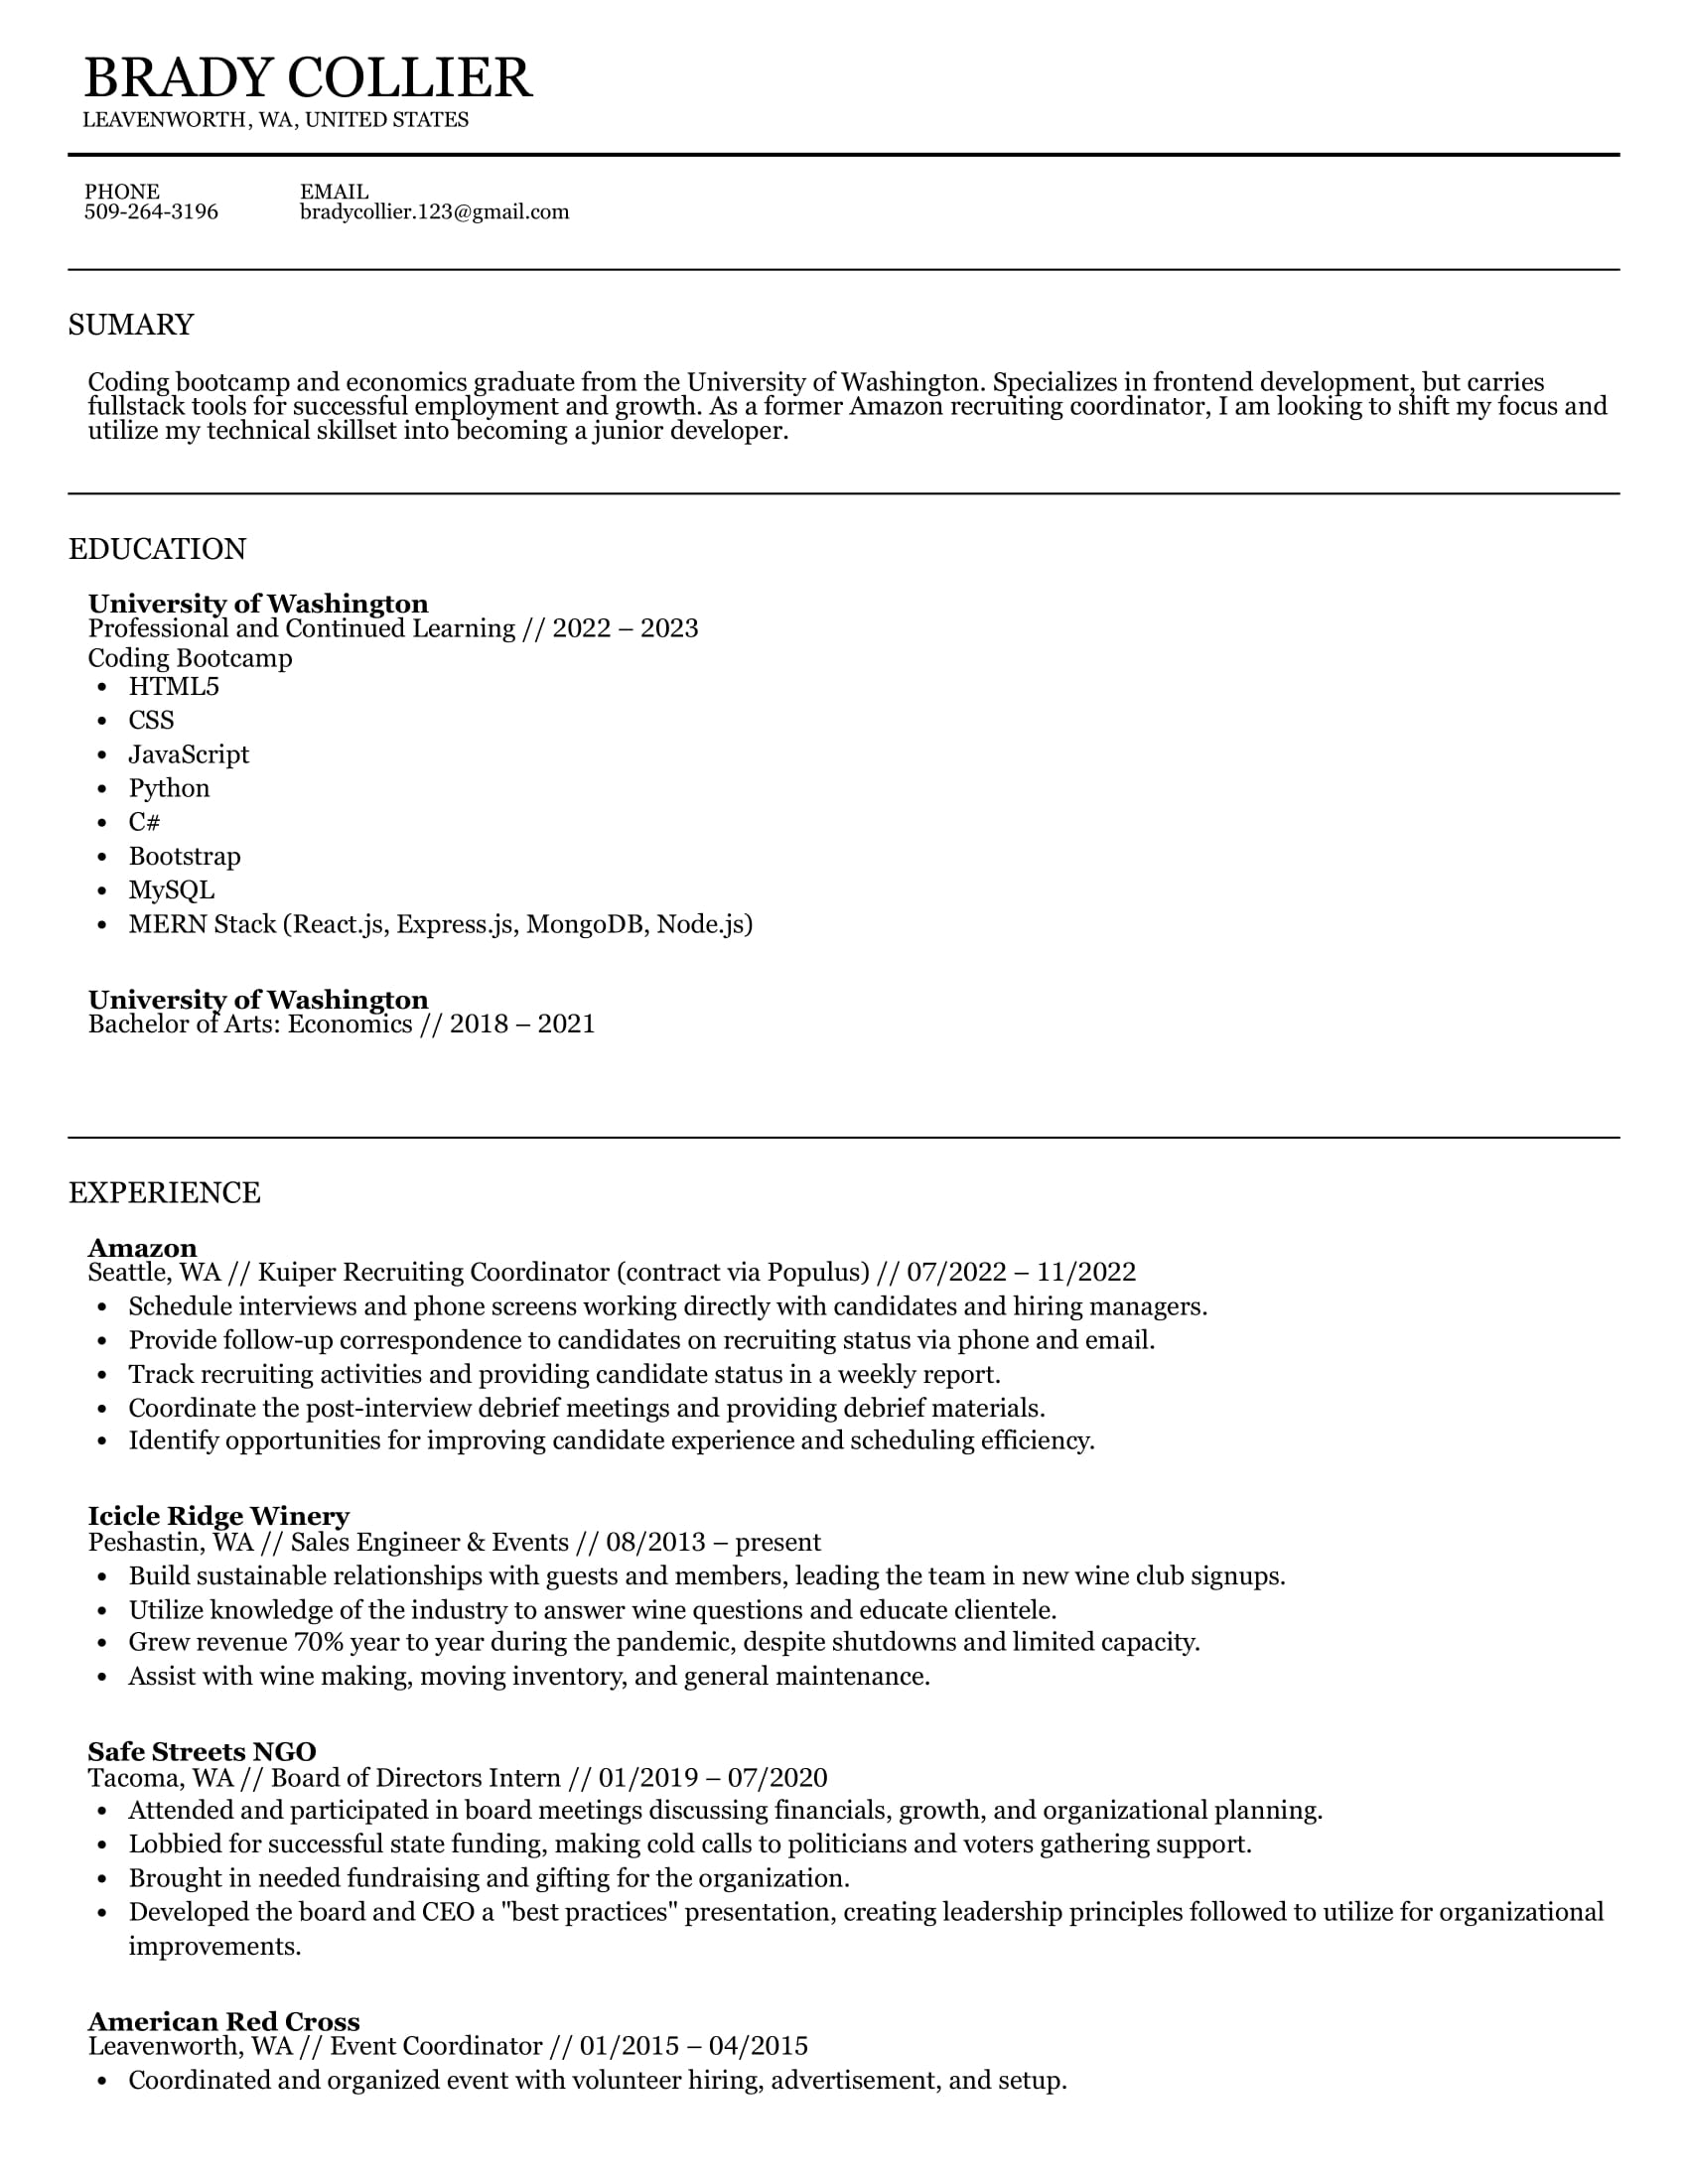 BRADY COLLIER
LEAVENWORTH, WA, UNITED STATES
PHONE EMAIL
509-264-3196 bradycollier.123@gmail.com
SUMARY
Coding bootcamp and economics graduate from the University of Washington. Specializes in frontend development, but carries
fullstack tools for successful employment and growth. As a former Amazon recruiting coordinator, I am looking to shift my focus and
utilize my technical skillset into becoming a junior developer.
EDUCATION
University of Washington
Professional and Continued Learning // 2022 – 2023
Coding Bootcamp
• HTML5
• CSS
• JavaScript
• Python
• C#
• Bootstrap
• MySQL
• MERN Stack (React.js, Express.js, MongoDB, Node.js)
University of Washington
Bachelor of Arts: Economics // 2018 – 2021
EXPERIENCE
Amazon
Seattle, WA // Kuiper Recruiting Coordinator (contract via Populus) // 07/2022 – 11/2022
• Schedule interviews and phone screens working directly with candidates and hiring managers.
• Provide follow-up correspondence to candidates on recruiting status via phone and email.
• Track recruiting activities and providing candidate status in a weekly report.
• Coordinate the post-interview debrief meetings and providing debrief materials.
• Identify opportunities for improving candidate experience and scheduling efficiency.
Icicle Ridge Winery
Peshastin, WA // Sales Engineer & Events // 08/2013 – present
• Build sustainable relationships with guests and members, leading the team in new wine club signups.
• Utilize knowledge of the industry to answer wine questions and educate clientele.
• Grew revenue 70% year to year during the pandemic, despite shutdowns and limited capacity.
• Assist with wine making, moving inventory, and general maintenance.
Safe Streets NGO
Tacoma, WA // Board of Directors Intern // 01/2019 – 07/2020
• Attended and participated in board meetings discussing financials, growth, and organizational planning.
• Lobbied for successful state funding, making cold calls to politicians and voters gathering support.
• Brought in needed fundraising and gifting for the organization.
• Developed the board and CEO a "best practices" presentation, creating leadership principles followed to utilize for organizational
improvements.
American Red Cross
Leavenworth, WA // Event Coordinator // 01/2015 – 04/2015
• Coordinated and organized event with volunteer hiring, advertisement, and setup.